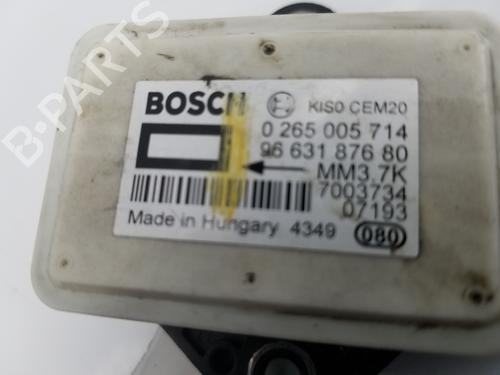 B-PARTS
BOSCH KIS0 CEM20
0 265 005 714
96 631 876 80
MM3.7K
7003734
07193
Made in Hungary 4349 080